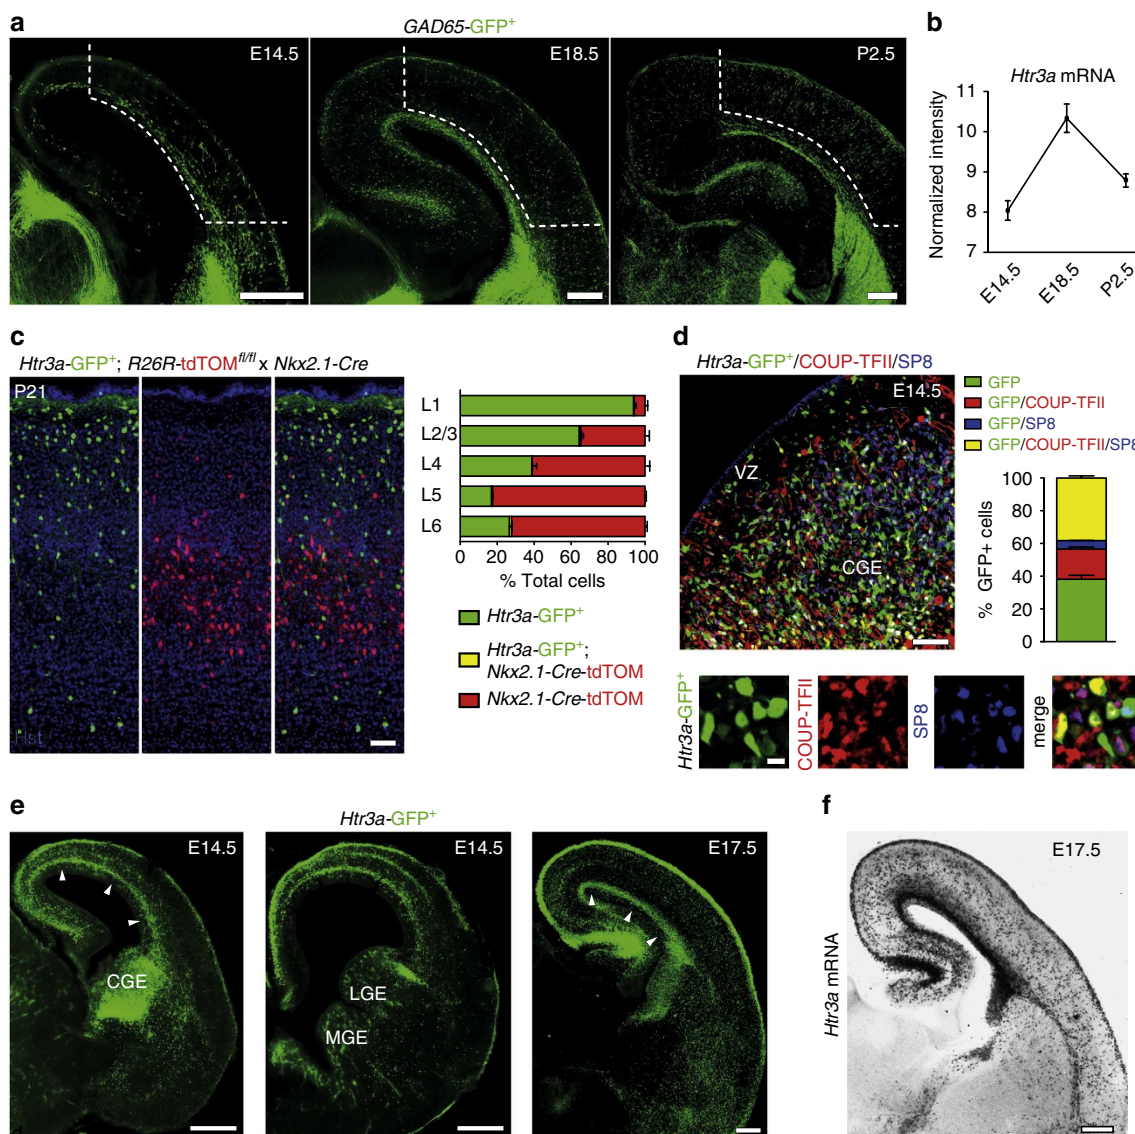 a
GAD65-GFP+
E14.5
E18.5
P2.5
b
Htr3a mRNA
Normalized intensity
11
10
9
8
7
E14.5
E18.5
P2.5
c
Htr3a-GFP+; R26R-tdTOMfl/fl x Nkx2.1-Cre
P21
Hst
L1
L2/3
L4
L5
L6
0 20 40 60 80 100
% Total cells
Htr3a-GFP+
Htr3a-GFP+;
Nkx2.1-Cre-tdTOM
Nkx2.1-Cre-tdTOM
d
Htr3a-GFP+/COUP-TFII/SP8
E14.5
VZ
CGE
GFP
GFP/COUP-TFII
GFP/SP8
GFP/COUP-TFII/SP8
% GFP+ cells
100
80
60
40
20
0
Htr3a-GFP+
COUP-TFII
SP8
merge
e
Htr3a-GFP+
E14.5
CGE
E14.5
LGE
MGE
E17.5
f
E17.5
Htr3a mRNA